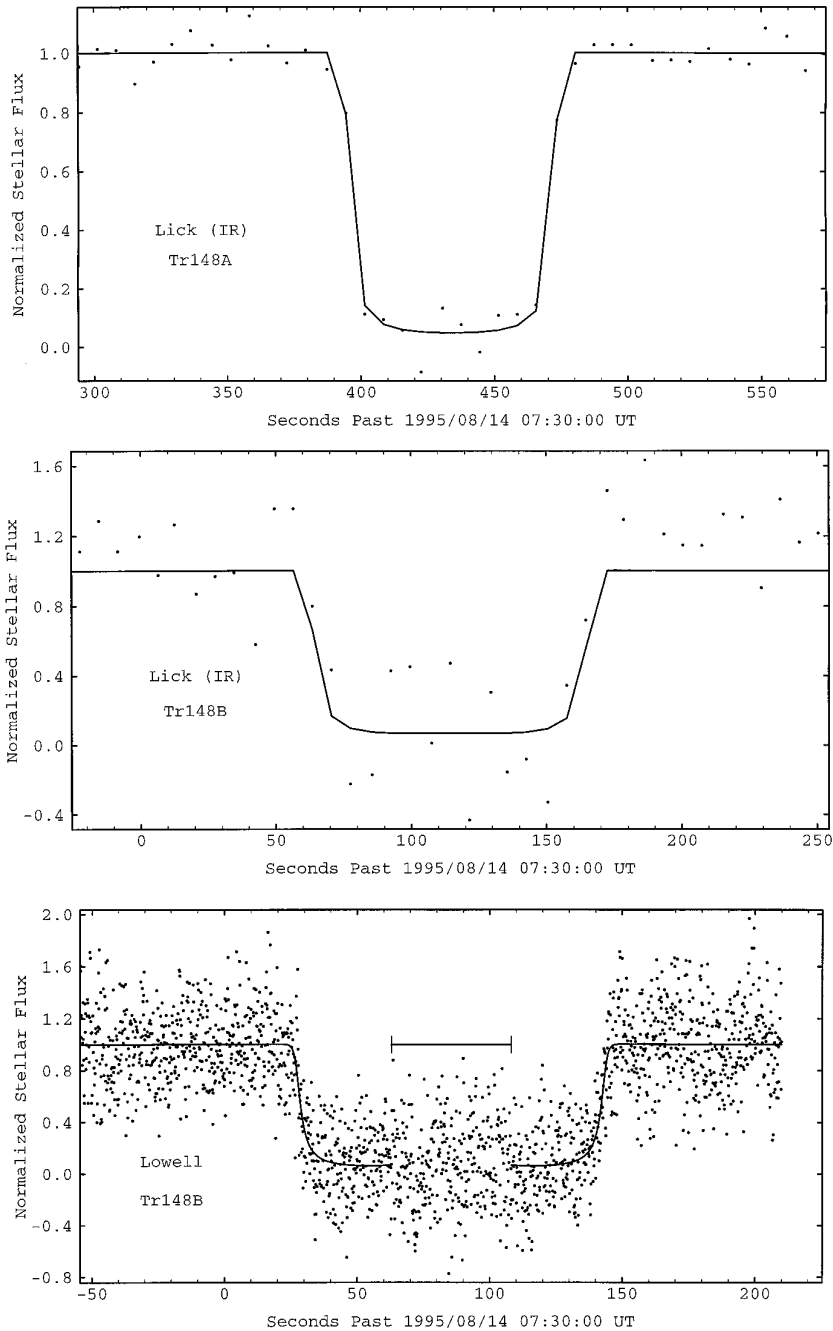 Normalized Stellar Flux
1.0
0.8
0.6
0.4
0.2
0.0
Lick (IR)
Tr148A
300 350 400 450 500 550
Seconds Past 1995/08/14 07:30:00 UT
Normalized Stellar Flux
1.6
1.2
0.8
0.4
0.0
-0.4
Lick (IR)
Tr148B
0 50 100 150 200 250
Seconds Past 1995/08/14 07:30:00 UT
Normalized Stellar Flux
2.0
1.6
1.2
0.8
0.4
0.0
-0.4
-0.8
Lowell
Tr148B
-50 0 50 100 150 200
Seconds Past 1995/08/14 07:30:00 UT